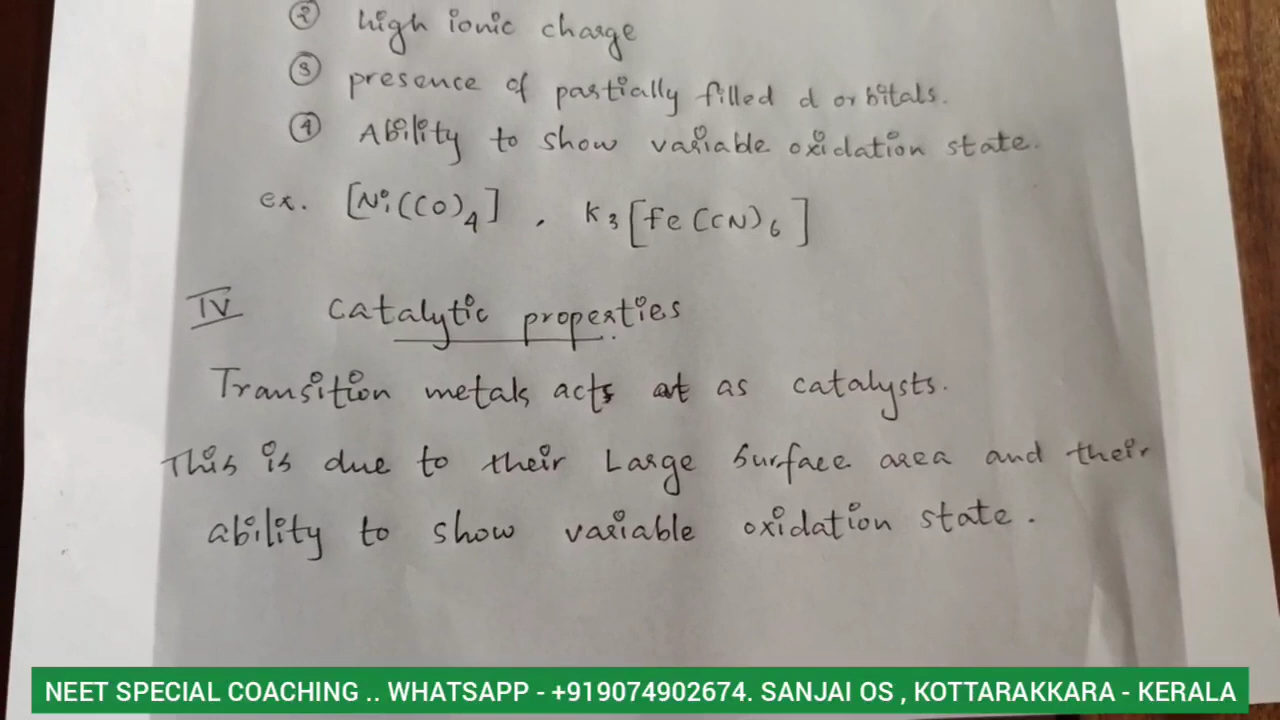 ② high ionic charge
③ presence of partially filled d orbitals.
④ Ability to show variable oxidation state.
ex. [Ni(CO)4] , K3[Fe(CN)6]
IV Catalytic properties
Transition metals acts at as catalysts.
This is due to their Large Surface area and their
ability to show variable oxidation state.
NEET SPECIAL COACHING .. WHATSAPP - +919074902674. SANJAI OS , KOTTARAKKARA - KERALA